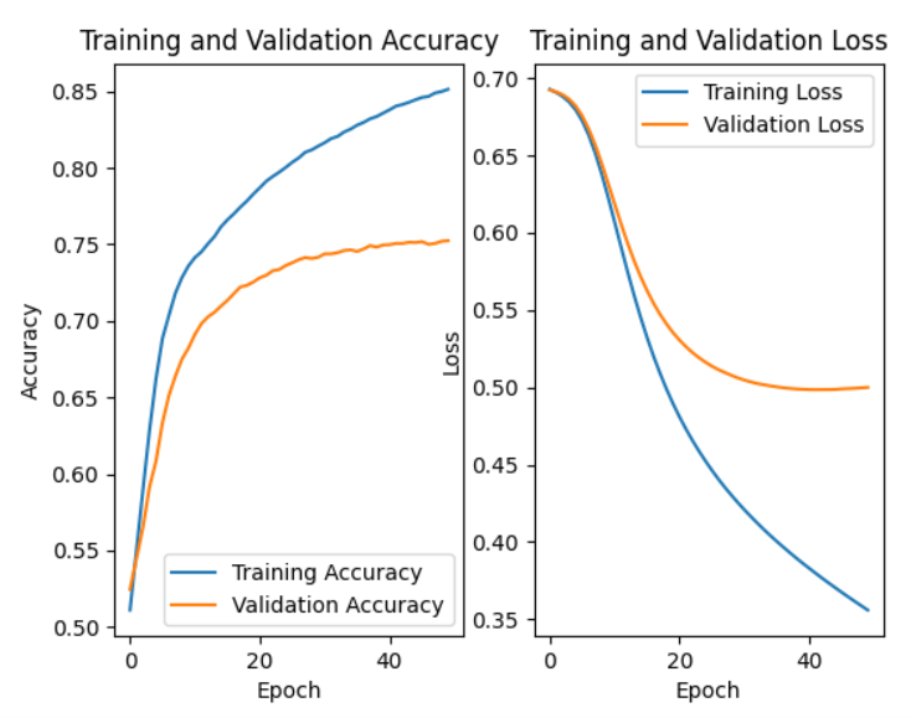 Training and Validation Accuracy
0.85
0.80
0.75
0.70
0.65
0.60
0.55
0.50
Accuracy
Training Accuracy
Validation Accuracy
0 20 40
Epoch
Training and Validation Loss
0.70
0.65
0.60
0.55
0.50
0.45
0.40
0.35
Loss
Training Loss
Validation Loss
0 20 40
Epoch